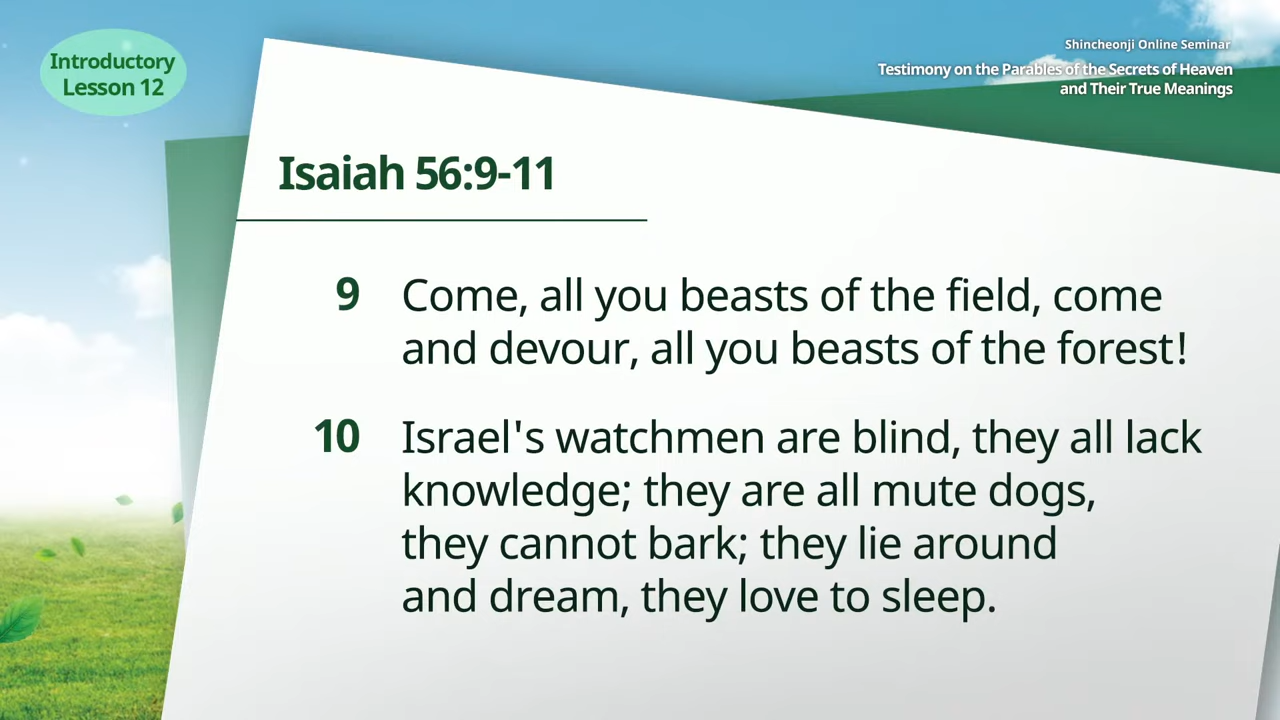 Introductory
Lesson 12
Shincheonji Online Seminar
Testimony on the Parables of the Secrets of Heaven
and Their True Meanings
Isaiah 56:9-11
9 Come, all you beasts of the field, come
and devour, all you beasts of the forest!
10 Israel's watchmen are blind, they all lack
knowledge; they are all mute dogs,
they cannot bark; they lie around
and dream, they love to sleep.